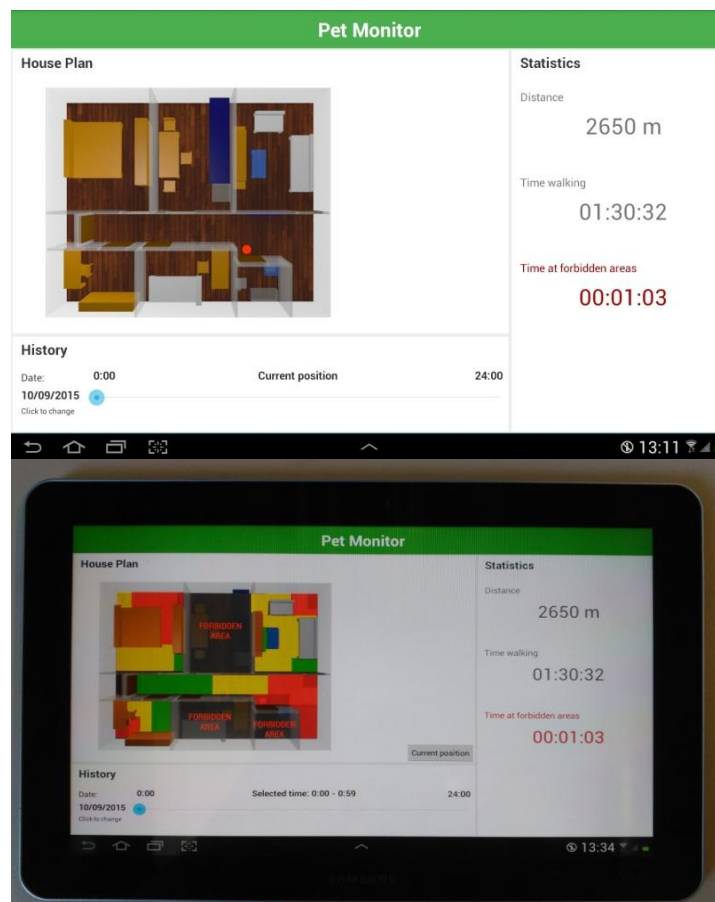 Pet Monitor
House Plan
Statistics
Distance
2650 m
Time walking
01:30:32
Time at forbidden areas
00:01:03
History
Date:
0:00
Current position
24:00
10/09/2015
Click to change
13:11
Pet Monitor
House Plan
Statistics
Distance
2650 m
Time walking
01:30:32
Time at forbidden areas
00:01:03
FORBIDDEN
AREA
FORBIDDEN
AREA
FORBIDDEN
AREA
Current position
History
Date:
0:00
Selected time: 0:00 - 0:59
24:00
10/09/2015
Click to change
13:34
SAMSUNG